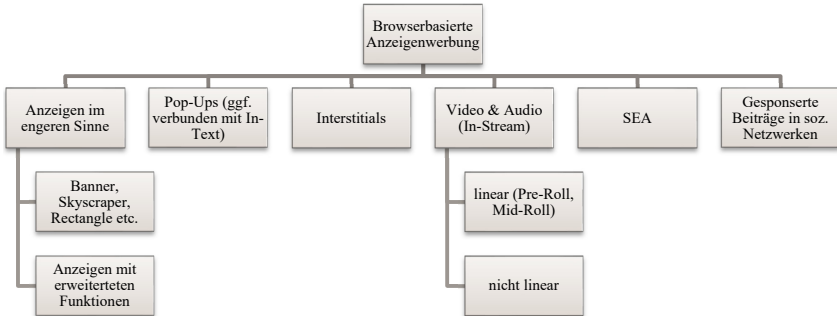 Browserbasierte
Anzeigenwerbung
Anzeigen im
engeren Sinne
Pop-Ups (ggf.
verbunden mit In-
Text)
Interstitials
Video & Audio
(In-Stream)
SEA
Gesponserte
Beiträge in soz.
Netzwerken
Banner,
Skyscraper,
Rectangle etc.
linear (Pre-Roll,
Mid-Roll)
Anzeigen mit
erweiterteten
Funktionen
nicht linear